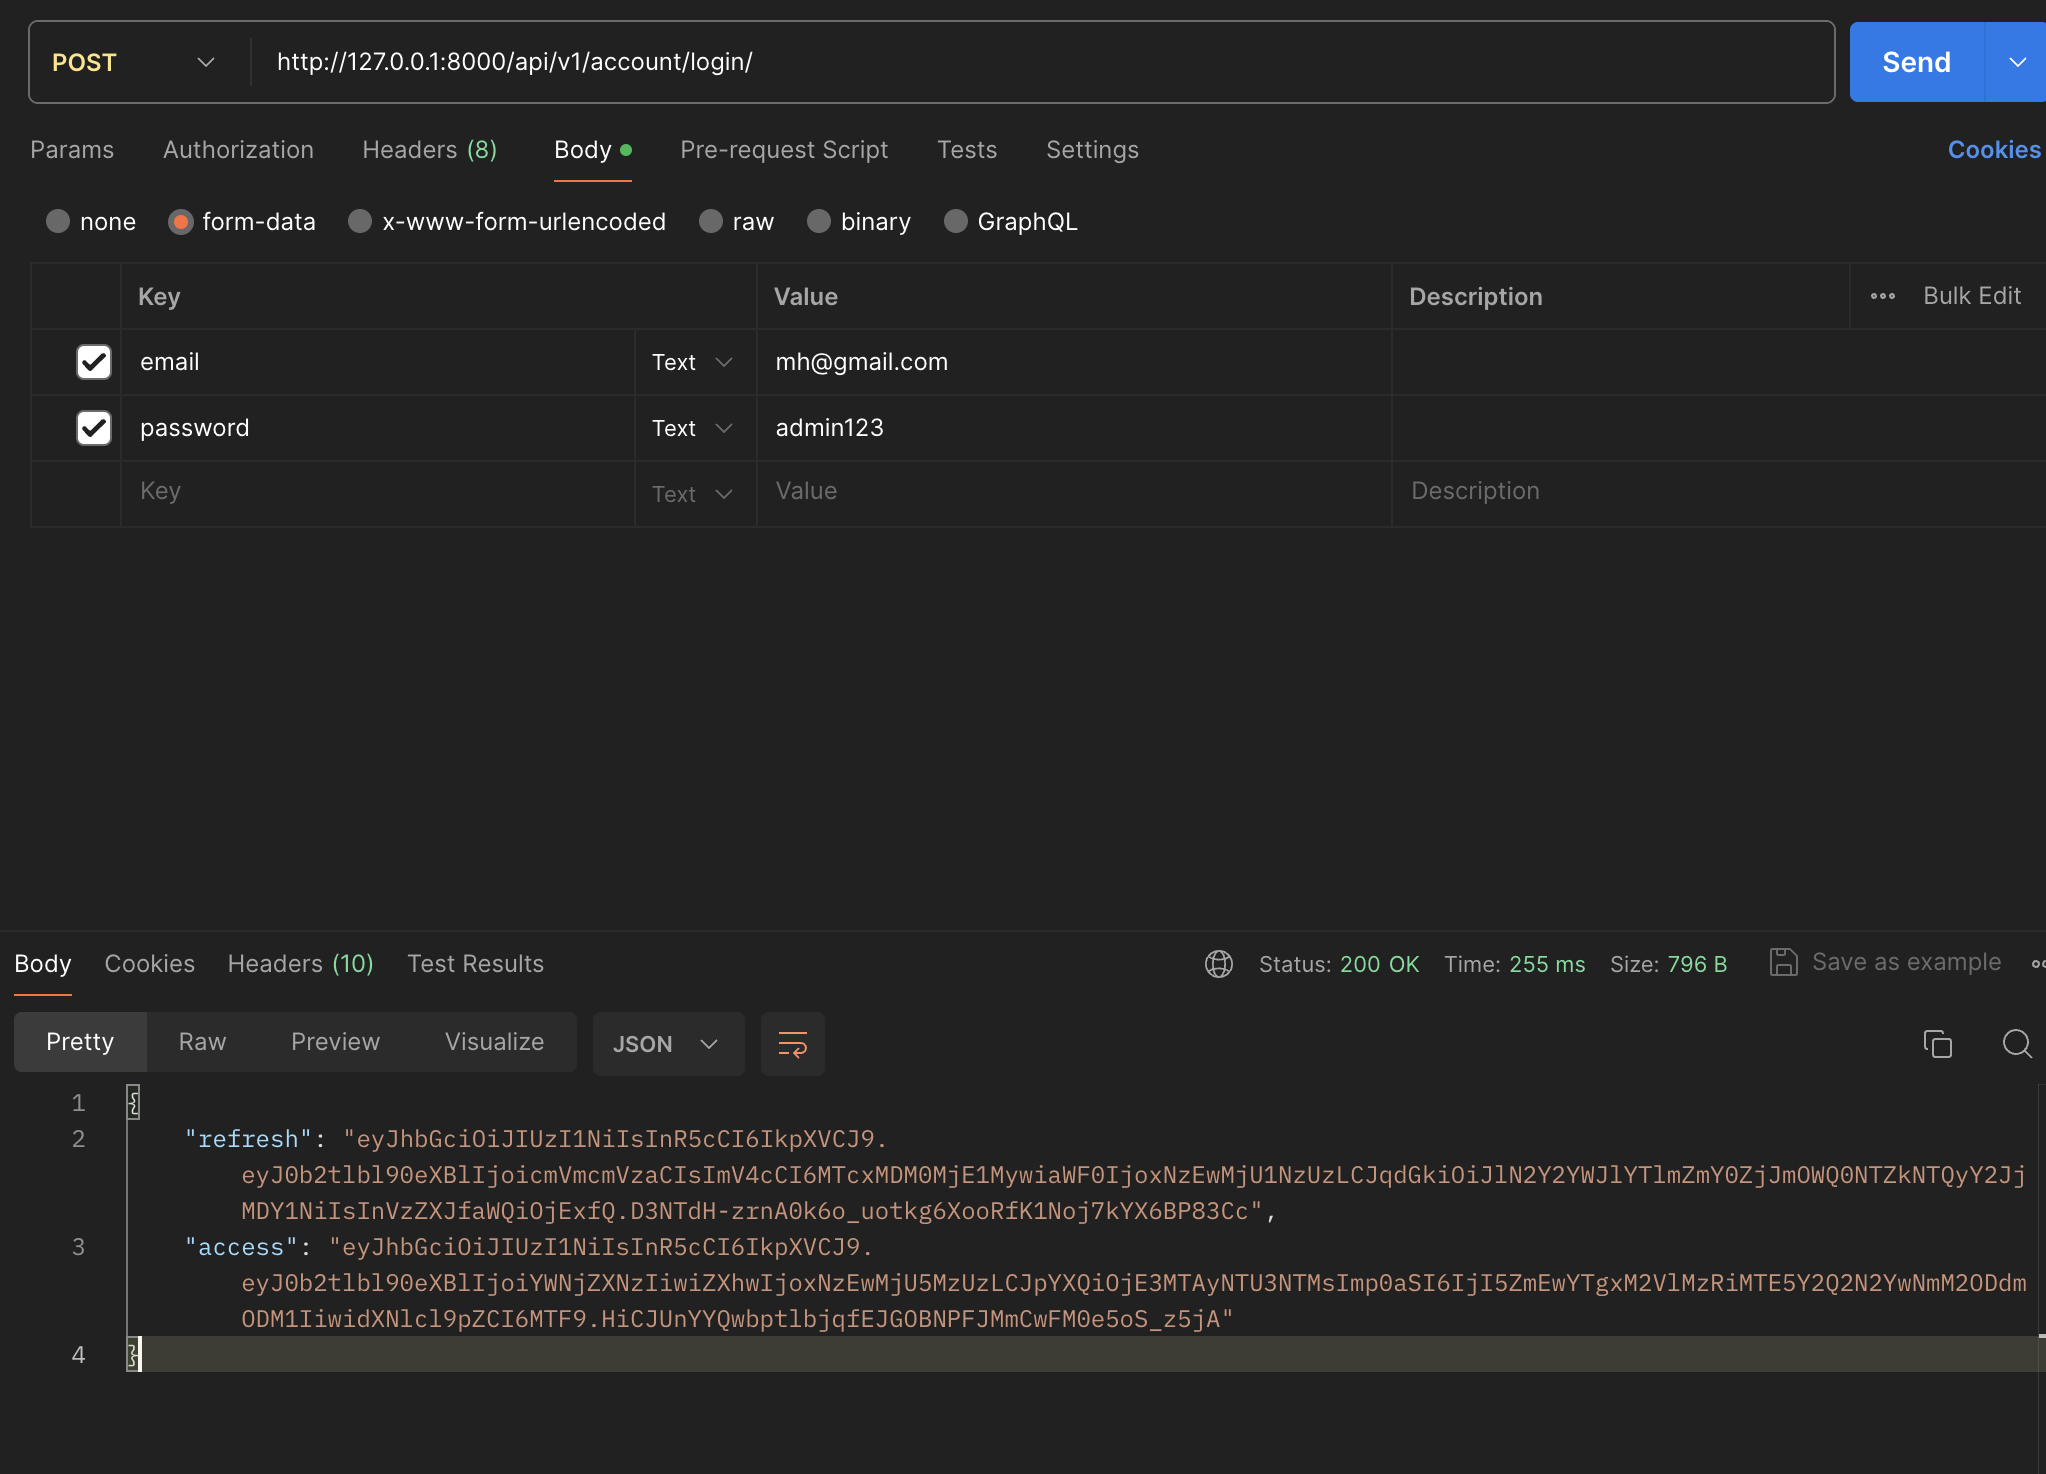 POST http://127.0.0.1:8000/api/v1/account/login/ Send
Params Authorization Headers (8) Body Pre-request Script Tests Settings Cookies
none form-data x-www-form-urlencoded raw binary GraphQL
Key Value Description Bulk Edit
email Text mh@gmail.com
password Text admin123
Key Text Value Description
Body Cookies Headers (10) Test Results Status: 200 OK Time: 255 ms Size: 796 B Save as example
Pretty Raw Preview Visualize JSON
1 {
2 "refresh": "eyJhbGciOiJIUzI1NiIsInR5cCI6IkpXVCJ9.
eyJ0b2tlbl90eXBlIjoicmVmcmVzaCIsImV4cCI6MTcxMDM0MjE1MywiaWF0IjoxNzEwMjU1NzUzLCJqdGkiOiJlN2Y2YWJlYTlmZmY0ZjJmOWQ0NTZkNTQyY2Jj
MDY1NiIsInVzZXJfaWQiOjExfQ.D3NTdH-zrnA0k6o_uotkg6XooRfK1Noj7kYX6BP83Cc",
3 "access": "eyJhbGciOiJIUzI1NiIsInR5cCI6IkpXVCJ9.
eyJ0b2tlbl90eXBlIjoiYWNjZXNzIiwiZXhwIjoxNzEwMjU5MzUzLCJpYXQiOjE3MTAyNTU3NTMsImp0aSI6IjI5ZmEwYTgxM2VlMzRiMTE5Y2Q2N2YwNmM2ODdm
ODM1IiwidXNlcl9pZCI6MTF9.HiCJUnYYQwbptlbjqfEJGOBNPFJMmCwFM0e5oS_z5jA"
4 }